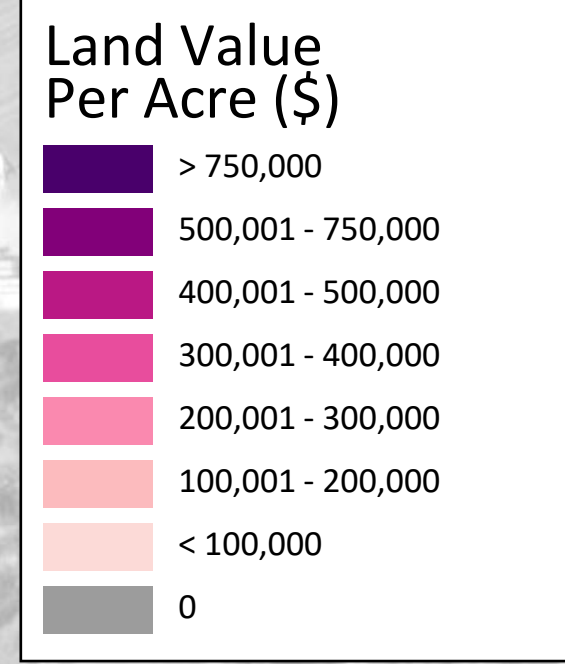 Land Value
Per Acre ($)
> 750,000
500,001 - 750,000
400,001 - 500,000
300,001 - 400,000
200,001 - 300,000
100,001 - 200,000
< 100,000
0